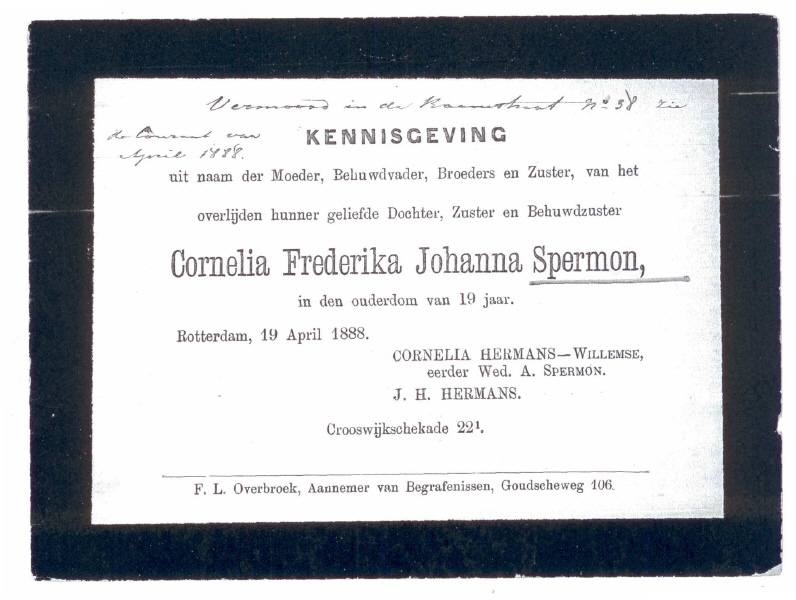 Vermoord in de Raamstraat No. 38 zie
de Courant van
April 1888.
KENNISGEVING
uit naam der Moeder, Behuwdvader, Broeders en Zuster, van het
overlijden hunner geliefde Dochter, Zuster en Behuwdzuster
Cornelia Frederika Johanna Spermon,
in den ouderdom van 19 jaar.
Rotterdam, 19 April 1888.
CORNELIA HERMANS—WILLEMSE,
eerder Wed. A. SPERMON.
J. H. HERMANS.
Crooswijkschekade 22¹.
F. L. Overbroek, Aannemer van Begrafenissen, Goudscheweg 106.